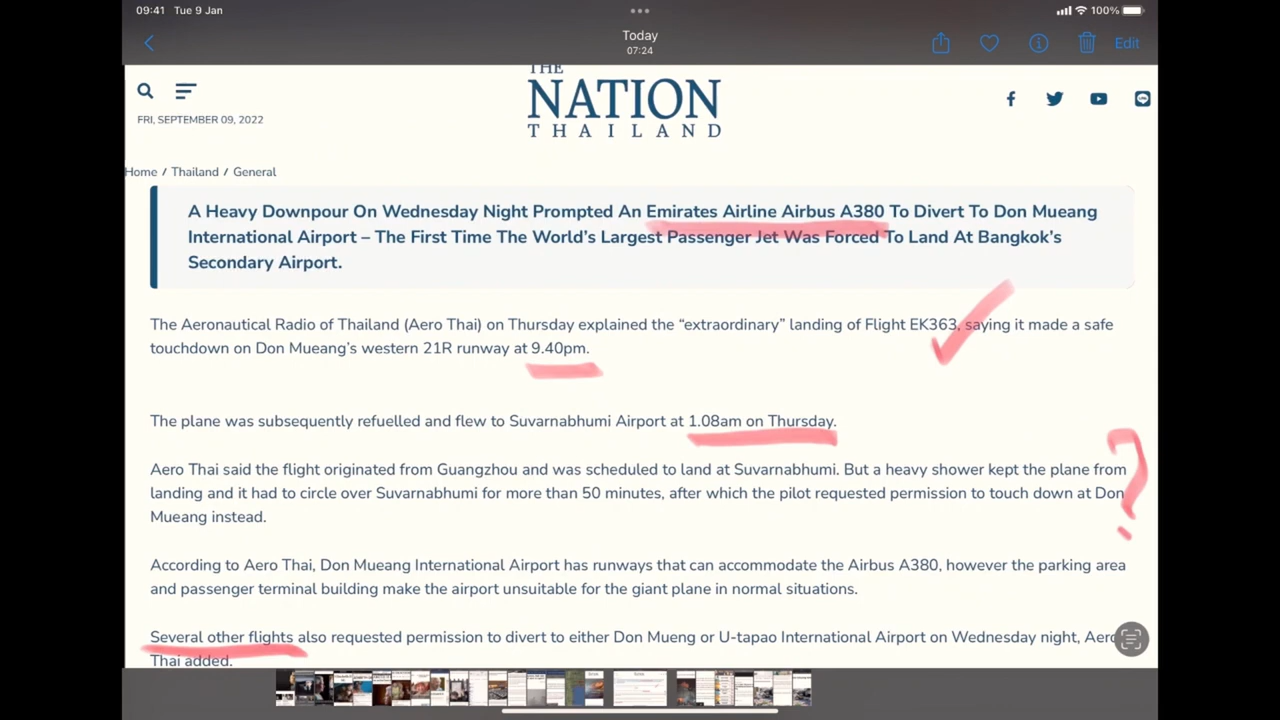 09:41 Tue 9 Jan
100%
Today
07:24
Edit
THE
NATION
THAILAND
FRI, SEPTEMBER 09, 2022
Home / Thailand / General
A Heavy Downpour On Wednesday Night Prompted An Emirates Airline Airbus A380 To Divert To Don Mueang
International Airport – The First Time The World’s Largest Passenger Jet Was Forced To Land At Bangkok’s
Secondary Airport.
The Aeronautical Radio of Thailand (Aero Thai) on Thursday explained the “extraordinary” landing of Flight EK363, saying it made a safe
touchdown on Don Mueang’s western 21R runway at 9.40pm.
The plane was subsequently refuelled and flew to Suvarnabhumi Airport at 1.08am on Thursday.
Aero Thai said the flight originated from Guangzhou and was scheduled to land at Suvarnabhumi. But a heavy shower kept the plane from
landing and it had to circle over Suvarnabhumi for more than 50 minutes, after which the pilot requested permission to touch down at Don
Mueang instead.
?
According to Aero Thai, Don Mueang International Airport has runways that can accommodate the Airbus A380, however the parking area
and passenger terminal building make the airport unsuitable for the giant plane in normal situations.
Several other flights also requested permission to divert to either Don Mueng or U-tapao International Airport on Wednesday night, Aero
Thai added.